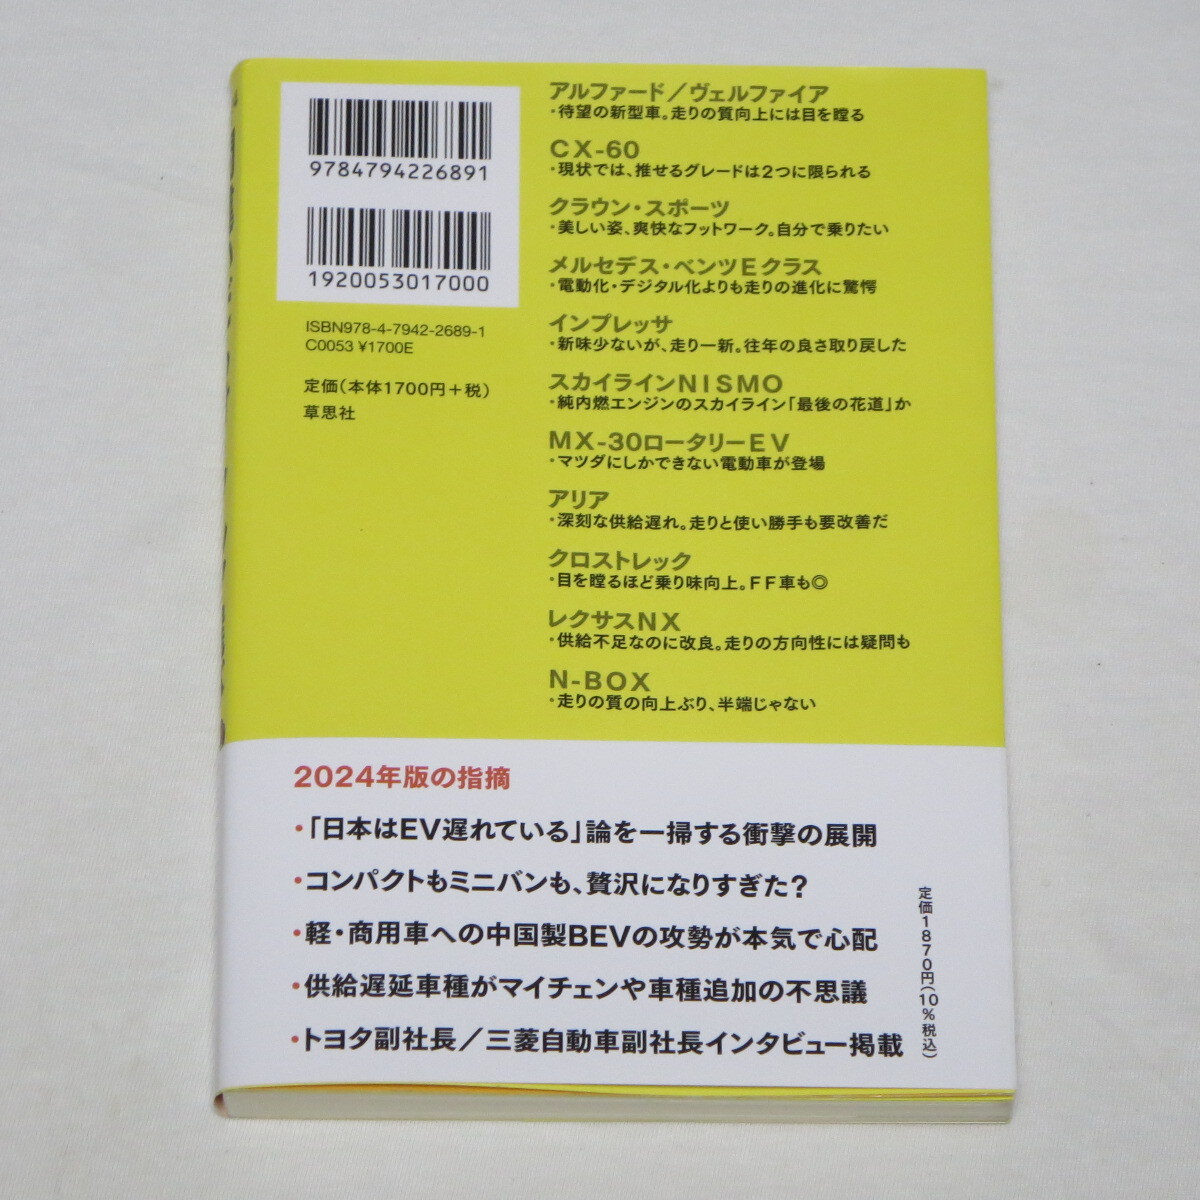 9784794226891
1920053017000
ISBN978-4-7942-2689-1
C0053 ¥1700E
定価(本体1700円+税)
草思社
アルファード／ヴェルファイア
・待望の新型車。走りの質向上には目を瞠る
CX-60
・現状では、推せるグレードは2つに限られる
クラウン・スポーツ
・美しい姿、爽快なフットワーク。自分で乗りたい
メルセデス・ベンツEクラス
・電動化・デジタル化よりも走りの進化に驚愕
インプレッサ
・新味少ないが、走り一新。往年の良さ取り戻した
スカイラインNISMO
・純内燃エンジンのスカイライン「最後の花道」か
MX-30ロータリーEV
・マツダにしかできない電動車が登場
アリア
・深刻な供給遅れ。走りと使い勝手も要改善だ
クロストレック
・目を瞠るほど乗り味向上。FF車も◎
レクサスNX
・供給不足なのに改良。走りの方向性には疑問も
N-BOX
・走りの質の向上ぶり、半端じゃない
2024年版の指摘
・「日本はEV遅れている」論を一掃する衝撃の展開
・コンパクトもミニバンも、贅沢になりすぎた?
・軽・商用車への中国製BEVの攻勢が本気で心配
・供給遅延車種がマイチェンや車種追加の不思議
・トヨタ副社長／三菱自動車副社長インタビュー掲載
定価1870円(10%税込)